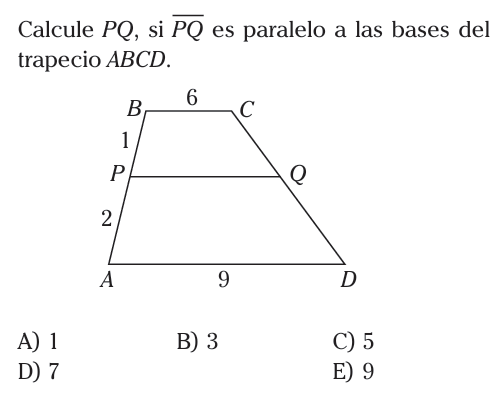 Calcule PQ, si P̅Q̅ es paralelo a las bases del
trapecio ABCD.
6
B
C
1
P
Q
2
A
9
D
A) 1 B) 3 C) 5
D) 7 E) 9